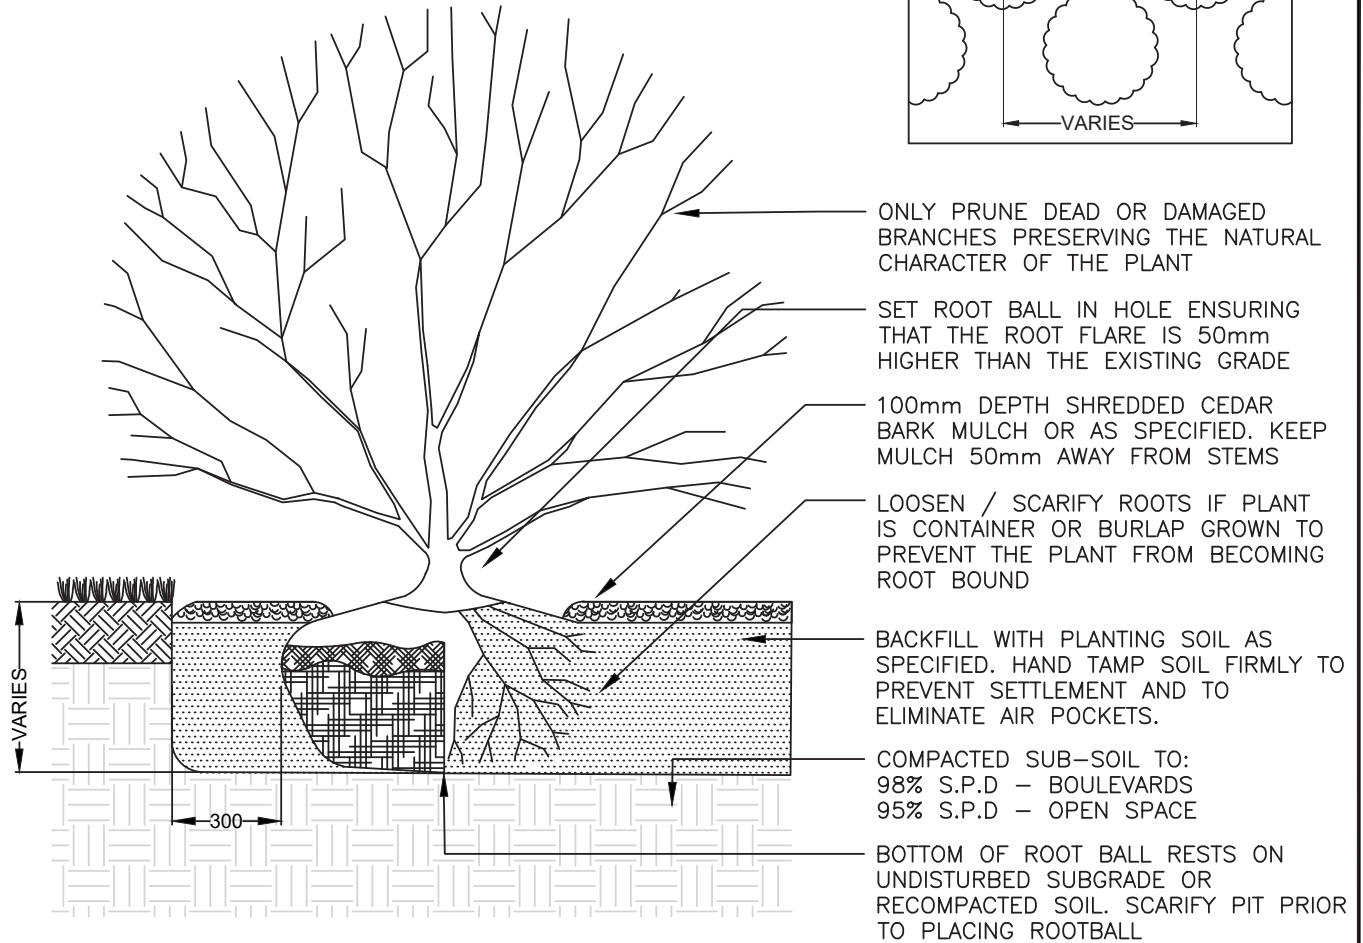 VARIES
ONLY PRUNE DEAD OR DAMAGED
BRANCHES PRESERVING THE NATURAL
CHARACTER OF THE PLANT
SET ROOT BALL IN HOLE ENSURING
THAT THE ROOT FLARE IS 50mm
HIGHER THAN THE EXISTING GRADE
100mm DEPTH SHREDDED CEDAR
BARK MULCH OR AS SPECIFIED. KEEP
MULCH 50mm AWAY FROM STEMS
LOOSEN / SCARIFY ROOTS IF PLANT
IS CONTAINER OR BURLAP GROWN TO
PREVENT THE PLANT FROM BECOMING
ROOT BOUND
BACKFILL WITH PLANTING SOIL AS
SPECIFIED. HAND TAMP SOIL FIRMLY TO
PREVENT SETTLEMENT AND TO
ELIMINATE AIR POCKETS.
COMPACTED SUB-SOIL TO:
98% S.P.D - BOULEVARDS
95% S.P.D - OPEN SPACE
BOTTOM OF ROOT BALL RESTS ON
UNDISTURBED SUBGRADE OR
RECOMPACTED SOIL. SCARIFY PIT PRIOR
TO PLACING ROOTBALL
VARIES
300